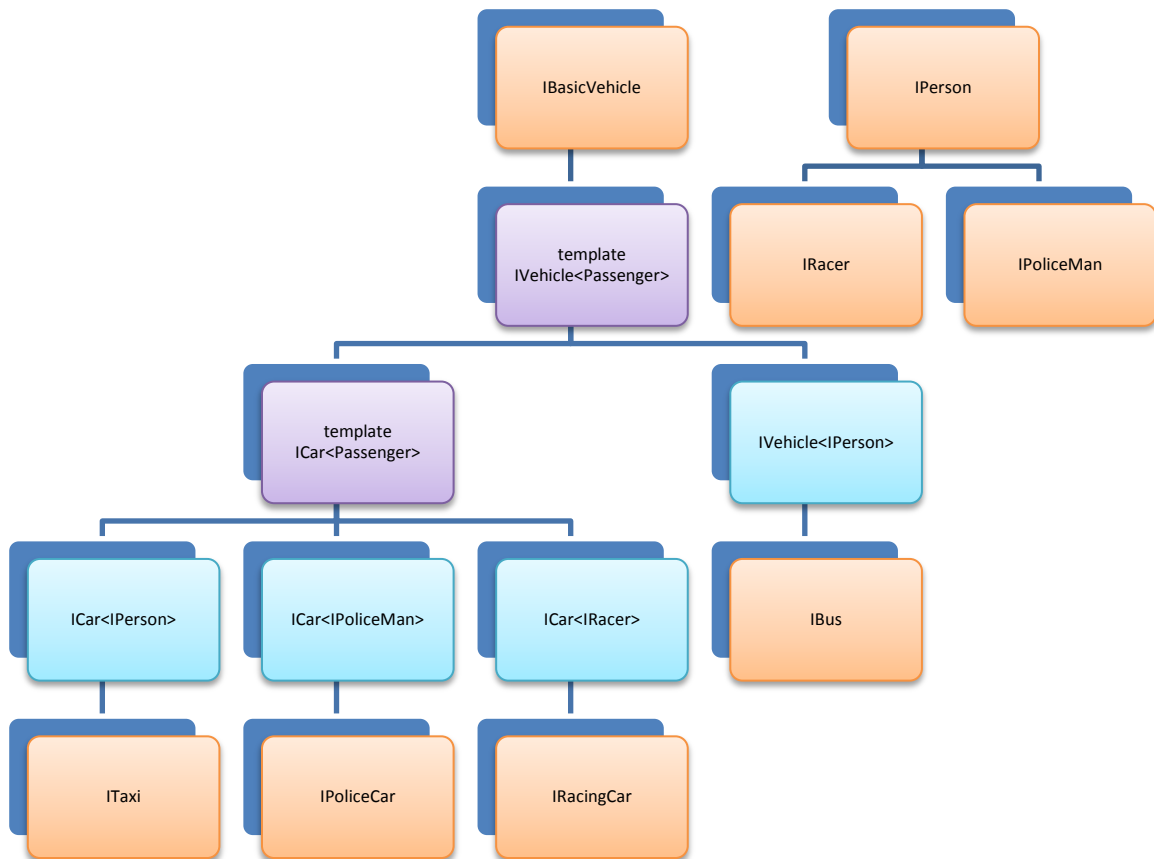 IBasicVehicle
IPerson
template
IVehicle<Passenger>
IRacer
IPoliceMan
template
ICar<Passenger>
IVehicle<IPerson>
ICar<IPerson>
ICar<IPoliceMan>
ICar<IRacer>
IBus
ITaxi
IPoliceCar
IRacingCar